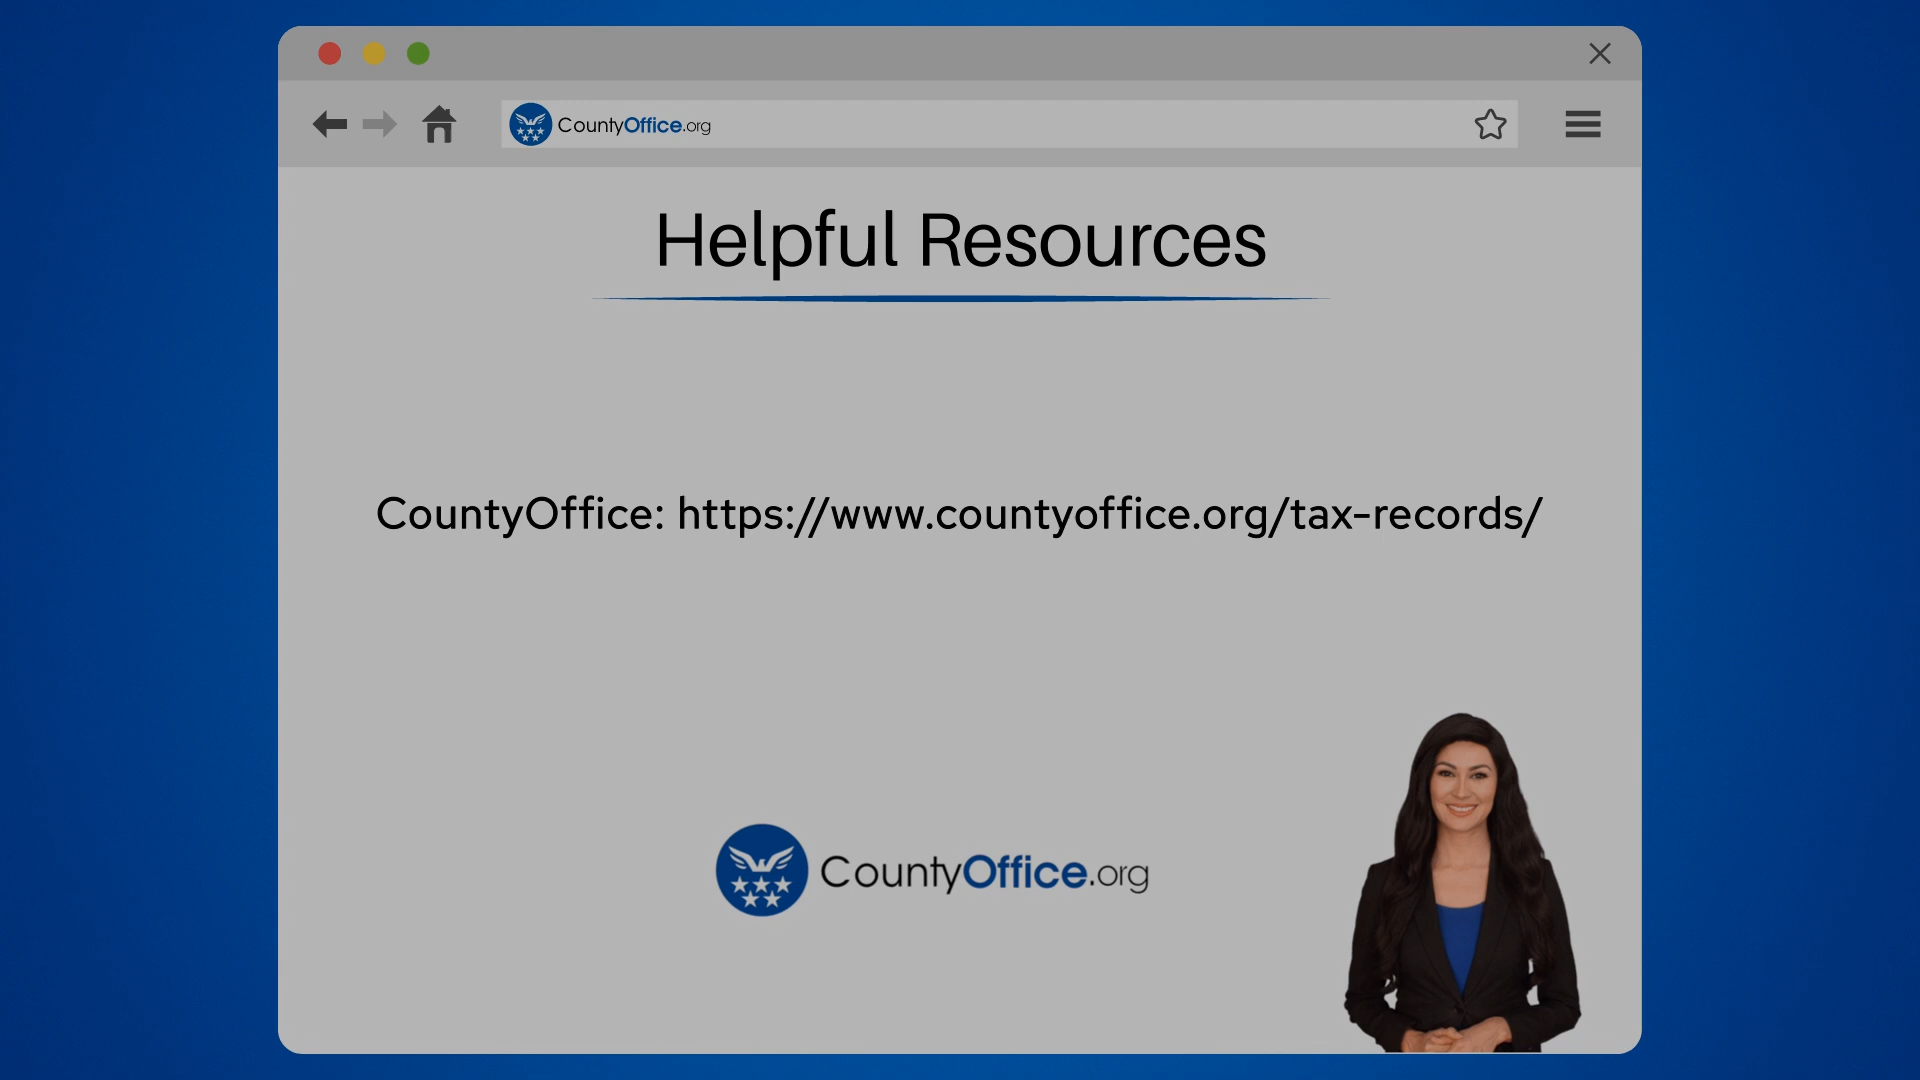 CountyOffice.org
Helpful Resources
CountyOffice: https://www.countyoffice.org/tax-records/
CountyOffice.org